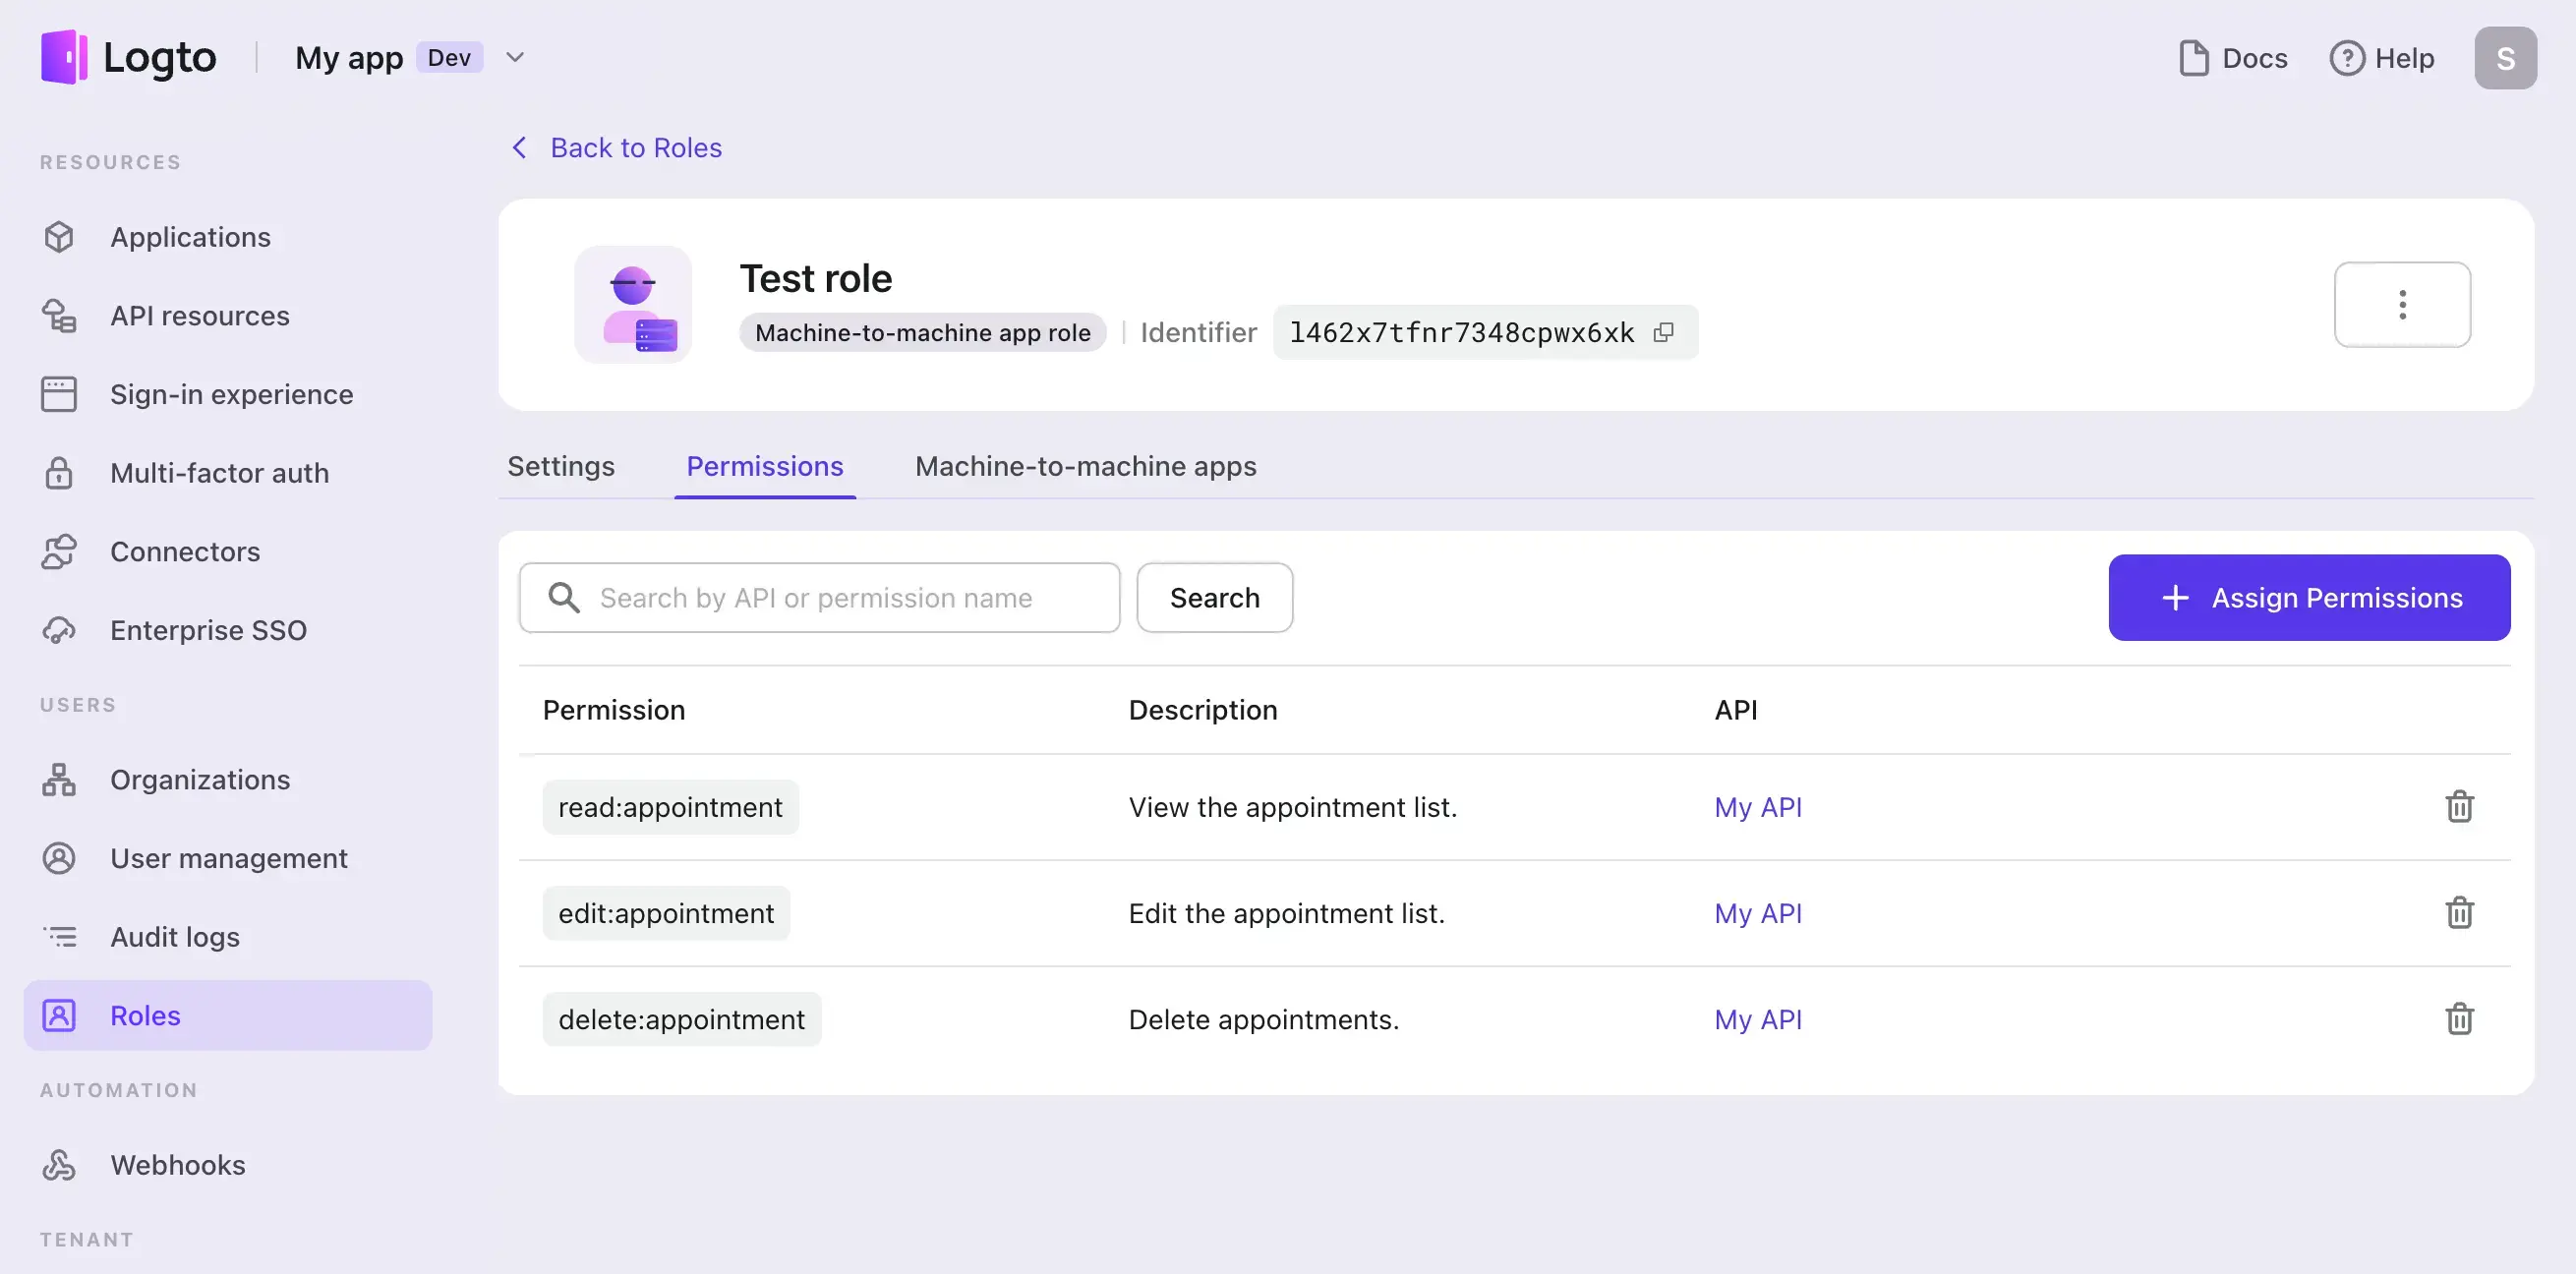 Logto
My app Dev
Docs
Help
S
RESOURCES
Applications
API resources
Sign-in experience
Multi-factor auth
Connectors
Enterprise SSO
USERS
Organizations
User management
Audit logs
Roles
AUTOMATION
Webhooks
TENANT
Back to Roles
Test role
Machine-to-machine app role Identifier l462x7tfnr7348cpwx6xk
Settings Permissions Machine-to-machine apps
Search by API or permission name Search + Assign Permissions
Permission Description API
read:appointment View the appointment list. My API
edit:appointment Edit the appointment list. My API
delete:appointment Delete appointments. My API